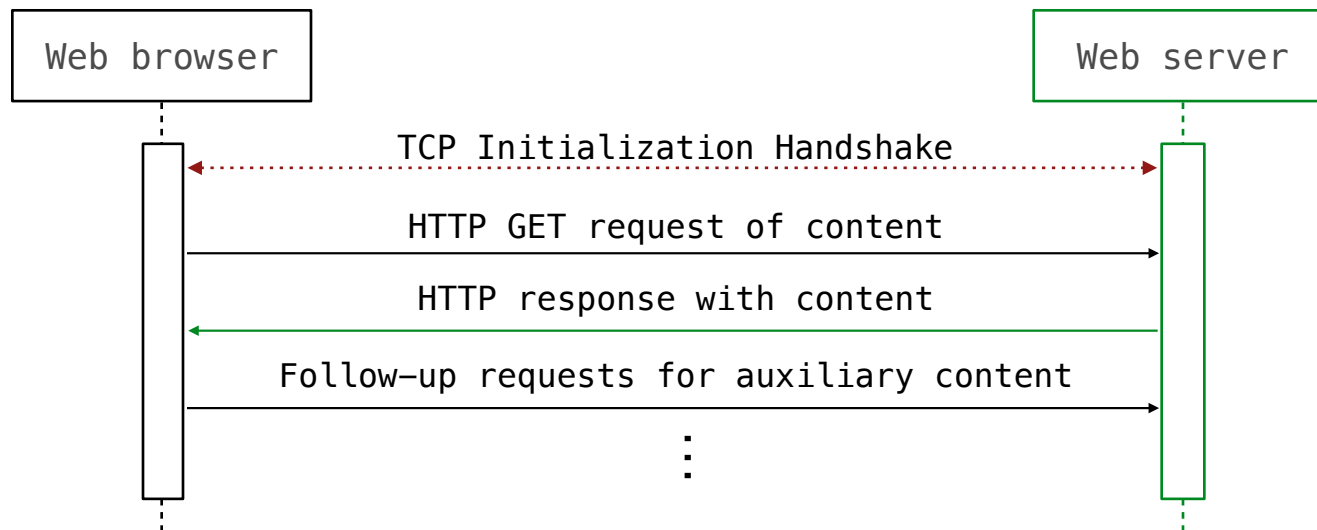 Web browser
Web server
TCP Initialization Handshake
HTTP GET request of content
HTTP response with content
Follow-up requests for auxiliary content
⋮